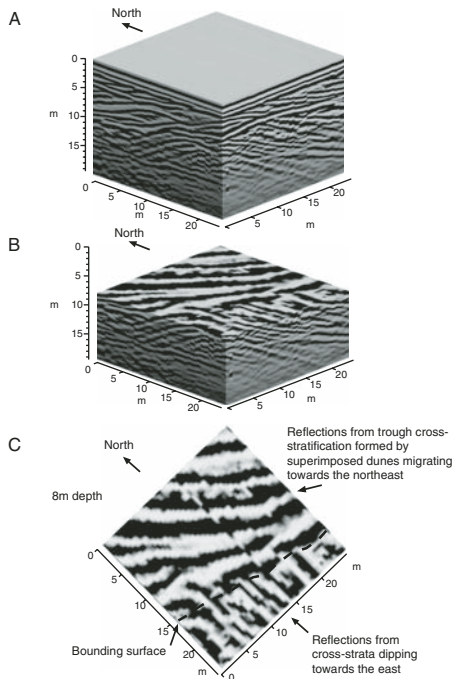 A
North
0
5
m 10
15
0
5
10
m
15
20
5
10
15
20
m
B
North
0
5
m 10
15
0
5
10
m
15
20
5
10
15
20
m
C
North
8m depth
Reflections from trough cross-
stratification formed by
superimposed dunes migrating
towards the northeast
0
5
10
15
20
m
0
5
10
15
20
m
Bounding surface
Reflections from
cross-strata dipping
towards the east